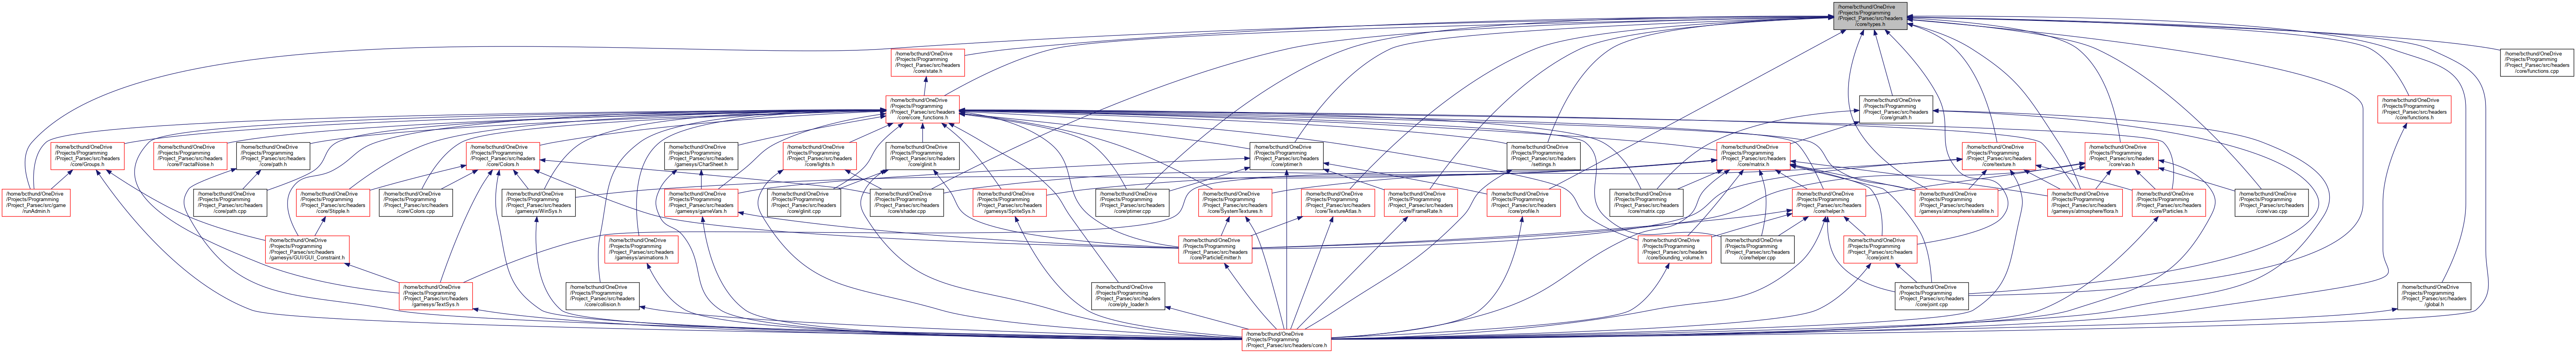 /home/bcthund/OneDrive
/Projects/Programming
/Project_Parsec/src/headers
/core/types.h
/home/bcthund/OneDrive
/Projects/Programming
/Project_Parsec/src/headers
/core/state.h
/home/bcthund/OneDrive
/Projects/Programming
/Project_Parsec/src/headers
/core/functions.cpp
/home/bcthund/OneDrive
/Projects/Programming
/Project_Parsec/src/headers
/core/core_functions.h
/home/bcthund/OneDrive
/Projects/Programming
/Project_Parsec/src/headers
/core/gmath.h
/home/bcthund/OneDrive
/Projects/Programming
/Project_Parsec/src/headers
/core/functions.h
/home/bcthund/OneDrive
/Projects/Programming
/Project_Parsec/src/headers
/core/Groups.h
/home/bcthund/OneDrive
/Projects/Programming
/Project_Parsec/src/headers
/core/FractalNoise.h
/home/bcthund/OneDrive
/Projects/Programming
/Project_Parsec/src/headers
/core/path.h
/home/bcthund/OneDrive
/Projects/Programming
/Project_Parsec/src/headers
/core/Colors.h
/home/bcthund/OneDrive
/Projects/Programming
/Project_Parsec/src/headers
/gamesys/CharSheet.h
/home/bcthund/OneDrive
/Projects/Programming
/Project_Parsec/src/headers
/core/lights.h
/home/bcthund/OneDrive
/Projects/Programming
/Project_Parsec/src/headers
/core/glinit.h
/home/bcthund/OneDrive
/Projects/Programming
/Project_Parsec/src/headers
/core/ptimer.h
/home/bcthund/OneDrive
/Projects/Programming
/Project_Parsec/src/headers
/settings.h
/home/bcthund/OneDrive
/Projects/Programming
/Project_Parsec/src/headers
/core/matrix.h
/home/bcthund/OneDrive
/Projects/Programming
/Project_Parsec/src/headers
/core/texture.h
/home/bcthund/OneDrive
/Projects/Programming
/Project_Parsec/src/headers
/core/vao.h
/home/bcthund/OneDrive
/Projects/Programming
/Project_Parsec/src/game
/runAdmin.h
/home/bcthund/OneDrive
/Projects/Programming
/Project_Parsec/src/headers
/core/path.cpp
/home/bcthund/OneDrive
/Projects/Programming
/Project_Parsec/src/headers
/core/Stipple.h
/home/bcthund/OneDrive
/Projects/Programming
/Project_Parsec/src/headers
/core/Colors.cpp
/home/bcthund/OneDrive
/Projects/Programming
/Project_Parsec/src/headers
/gamesys/WinSys.h
/home/bcthund/OneDrive
/Projects/Programming
/Project_Parsec/src/headers
/gamesys/gameVars.h
/home/bcthund/OneDrive
/Projects/Programming
/Project_Parsec/src/headers
/core/glinit.cpp
/home/bcthund/OneDrive
/Projects/Programming
/Project_Parsec/src/headers
/core/shader.cpp
/home/bcthund/OneDrive
/Projects/Programming
/Project_Parsec/src/headers
/gamesys/SpriteSys.h
/home/bcthund/OneDrive
/Projects/Programming
/Project_Parsec/src/headers
/core/ptimer.cpp
/home/bcthund/OneDrive
/Projects/Programming
/Project_Parsec/src/headers
/core/SystemTextures.h
/home/bcthund/OneDrive
/Projects/Programming
/Project_Parsec/src/headers
/core/TextureAtlas.h
/home/bcthund/OneDrive
/Projects/Programming
/Project_Parsec/src/headers
/core/FrameRate.h
/home/bcthund/OneDrive
/Projects/Programming
/Project_Parsec/src/headers
/core/profile.h
/home/bcthund/OneDrive
/Projects/Programming
/Project_Parsec/src/headers
/core/matrix.cpp
/home/bcthund/OneDrive
/Projects/Programming
/Project_Parsec/src/headers
/core/helper.h
/home/bcthund/OneDrive
/Projects/Programming
/Project_Parsec/src/headers
/gamesys/atmosphere/satellite.h
/home/bcthund/OneDrive
/Projects/Programming
/Project_Parsec/src/headers
/gamesys/atmosphere/flora.h
/home/bcthund/OneDrive
/Projects/Programming
/Project_Parsec/src/headers
/core/Particles.h
/home/bcthund/OneDrive
/Projects/Programming
/Project_Parsec/src/headers
/core/vao.cpp
/home/bcthund/OneDrive
/Projects/Programming
/Project_Parsec/src/headers
/gamesys/GUI/GUI_Constraint.h
/home/bcthund/OneDrive
/Projects/Programming
/Project_Parsec/src/headers
/gamesys/animations.h
/home/bcthund/OneDrive
/Projects/Programming
/Project_Parsec/src/headers
/core/ParticleEmitter.h
/home/bcthund/OneDrive
/Projects/Programming
/Project_Parsec/src/headers
/core/bounding_volume.h
/home/bcthund/OneDrive
/Projects/Programming
/Project_Parsec/src/headers
/core/helper.cpp
/home/bcthund/OneDrive
/Projects/Programming
/Project_Parsec/src/headers
/core/joint.h
/home/bcthund/OneDrive
/Projects/Programming
/Project_Parsec/src/headers
/gamesys/TextSys.h
/home/bcthund/OneDrive
/Projects/Programming
/Project_Parsec/src/headers
/core/collision.h
/home/bcthund/OneDrive
/Projects/Programming
/Project_Parsec/src/headers
/core/ply_loader.h
/home/bcthund/OneDrive
/Projects/Programming
/Project_Parsec/src/headers
/core/joint.cpp
/home/bcthund/OneDrive
/Projects/Programming
/Project_Parsec/src/headers
/global.h
/home/bcthund/OneDrive
/Projects/Programming
/Project_Parsec/src/headers/core.h